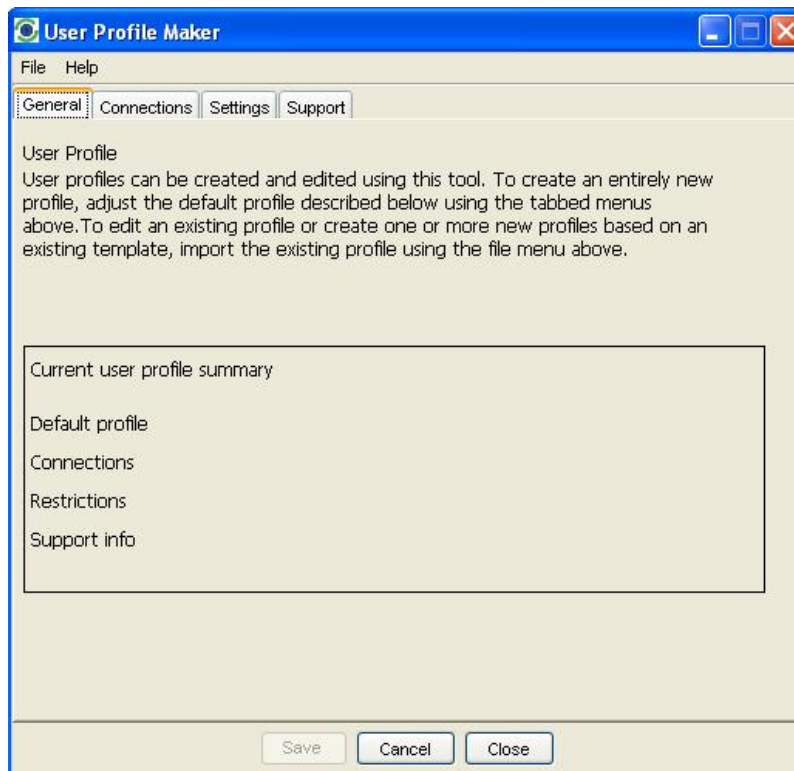 User Profile Maker
File Help
General Connections Settings Support
User Profile
User profiles can be created and edited using this tool. To create an entirely new
profile, adjust the default profile described below using the tabbed menus
above.To edit an existing profile or create one or more new profiles based on an
existing template, import the existing profile using the file menu above.
Current user profile summary
Default profile
Connections
Restrictions
Support info
Save Cancel Close